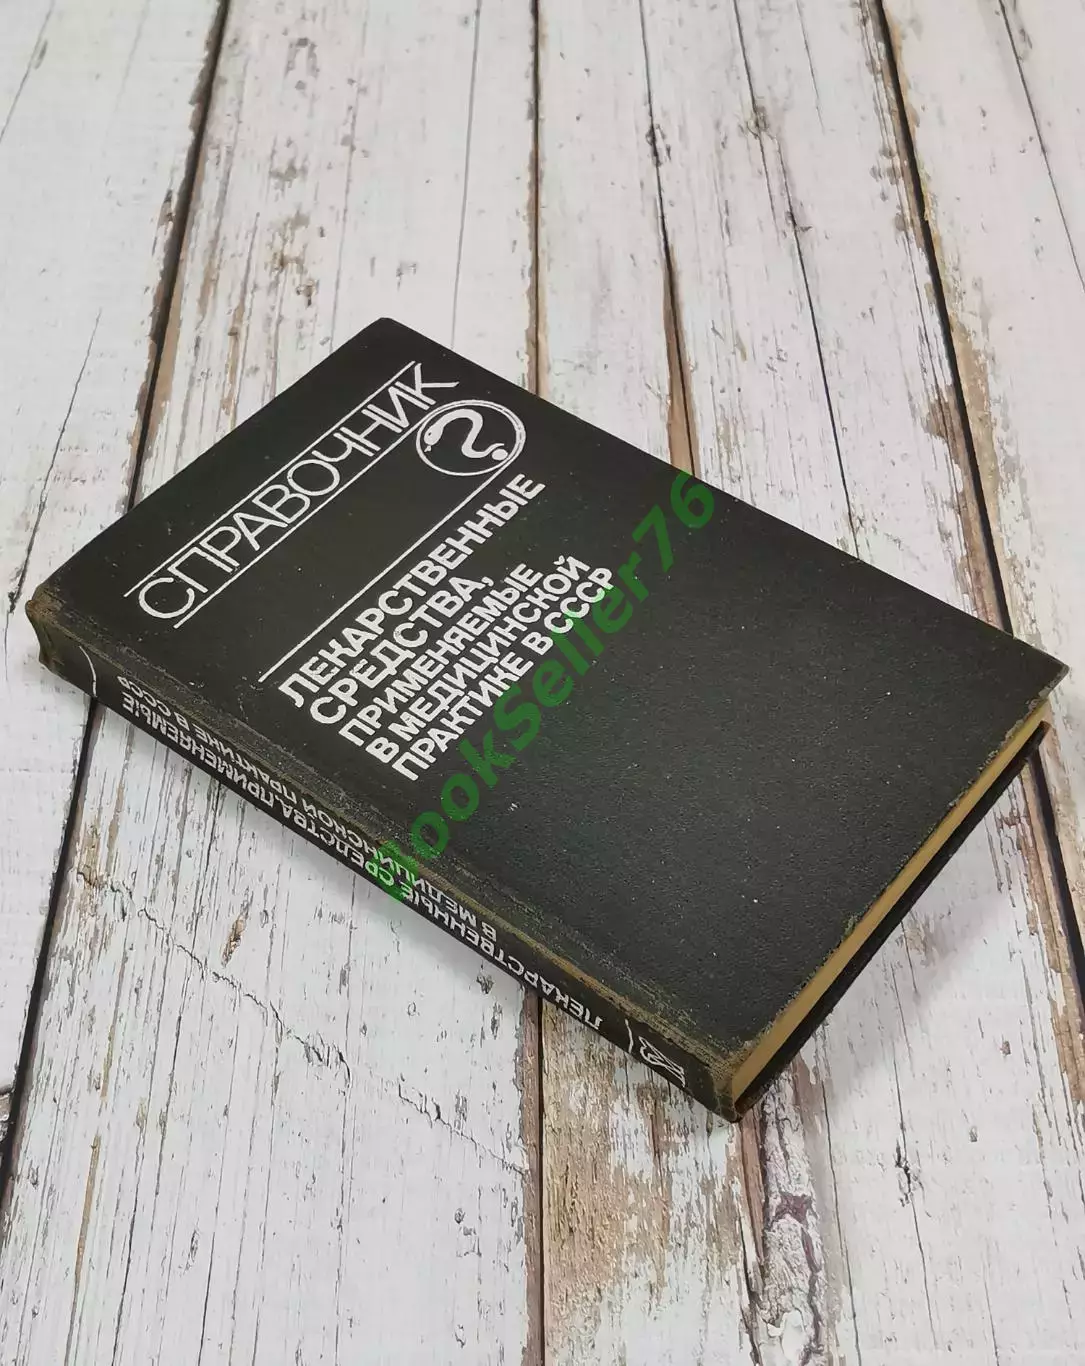 СПРАВОЧНИК
ЛЕКАРСТВЕННЫЕ
СРЕДСТВА,
ПРИМЕНЯЕМЫЕ
В МЕДИЦИНСКОЙ
ПРАКТИКЕ В СССР
ЛЕКАРСТВЕННЫЕ СРЕДСТВА, ПРИМЕНЯЕМЫЕ
В МЕДИЦИНСКОЙ ПРАКТИКЕ В СССР
BookSeller76